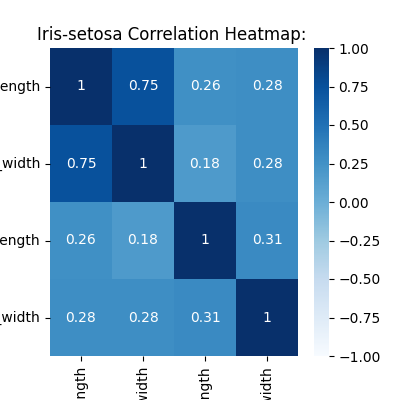 Iris-setosa Correlation Heatmap:
ength 1 0.75 0.26 0.28
_width 0.75 1 0.18 0.28
ength 0.26 0.18 1 0.31
_width 0.28 0.28 0.31 1
ngth width ngth width
1.00
0.75
0.50
0.25
0.00
−0.25
−0.50
−0.75
−1.00